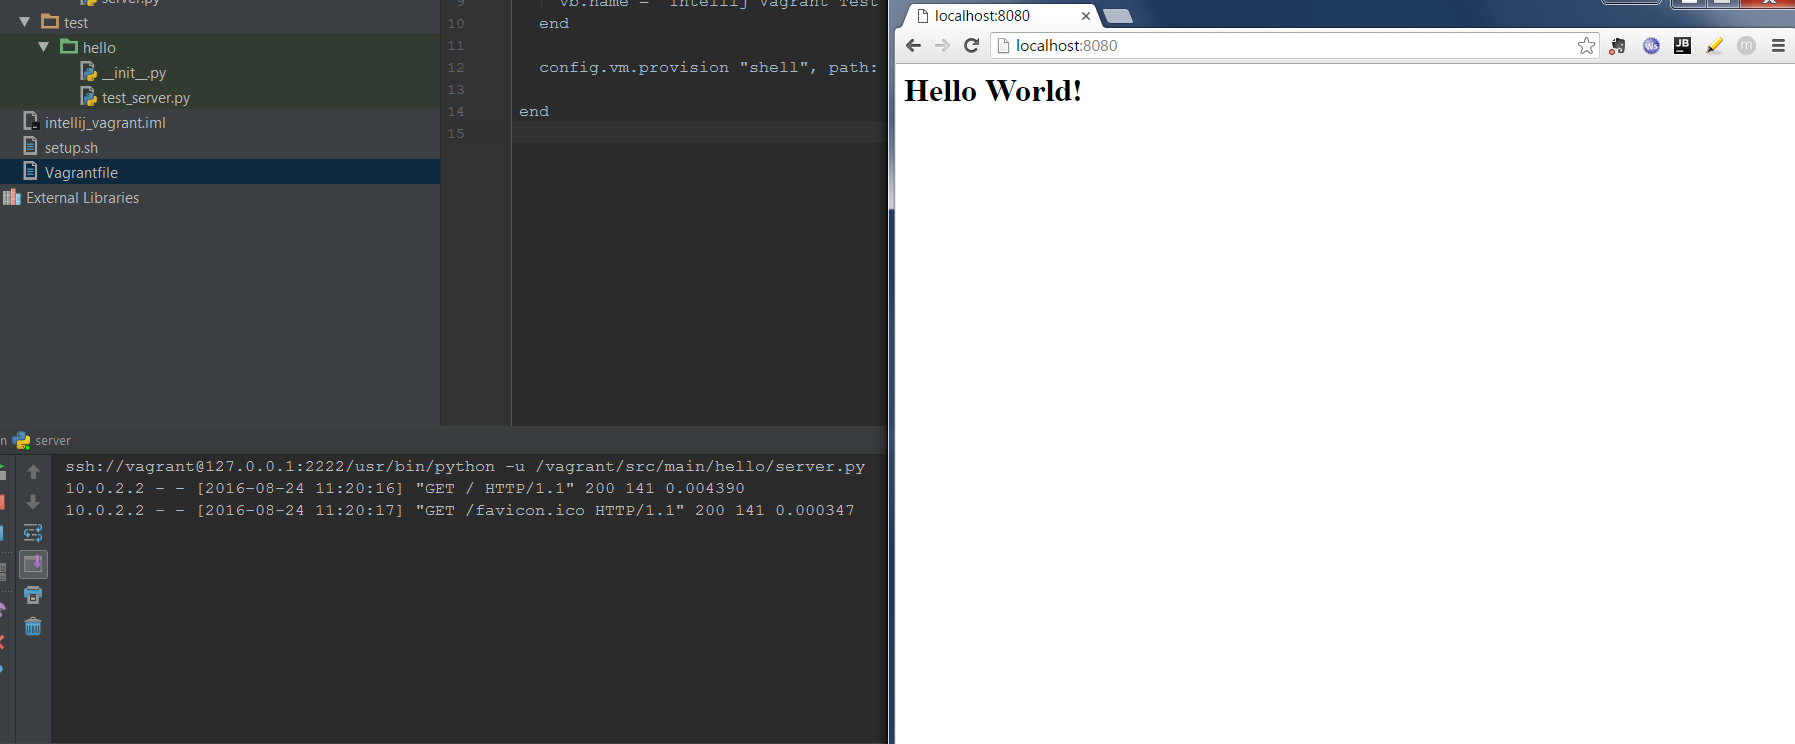 server.py
test
hello
__init__.py
test_server.py
intellij_vagrant.iml
setup.sh
Vagrantfile
External Libraries
9 vb.name = "Intellij Vagrant Test
10 end
11
12 config.vm.provision "shell", path:
13
14 end
15
n server
ssh://vagrant@127.0.0.1:2222/usr/bin/python -u /vagrant/src/main/hello/server.py
10.0.2.2 - - [2016-08-24 11:20:16] "GET / HTTP/1.1" 200 141 0.004390
10.0.2.2 - - [2016-08-24 11:20:17] "GET /favicon.ico HTTP/1.1" 200 141 0.000347
localhost:8080
localhost:8080
Ws
JB
m
Hello World!